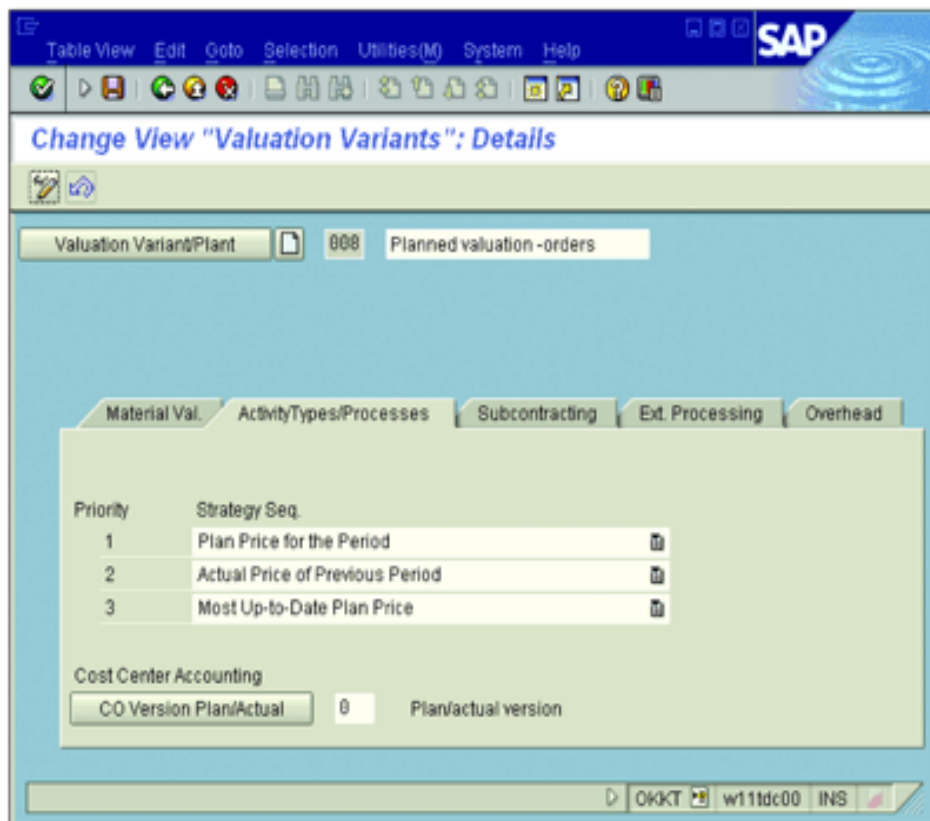 Table View Edit Goto Selection Utilities(M) System Help
SAP
Change View "Valuation Variants": Details
Valuation Variant/Plant 008 Planned valuation -orders
Material Val. ActivityTypes/Processes Subcontracting Ext. Processing Overhead
Priority Strategy Seq.
1 Plan Price for the Period
2 Actual Price of Previous Period
3 Most Up-to-Date Plan Price
Cost Center Accounting
CO Version Plan/Actual 0 Plan/actual version
OKKT w11tdc00 INS